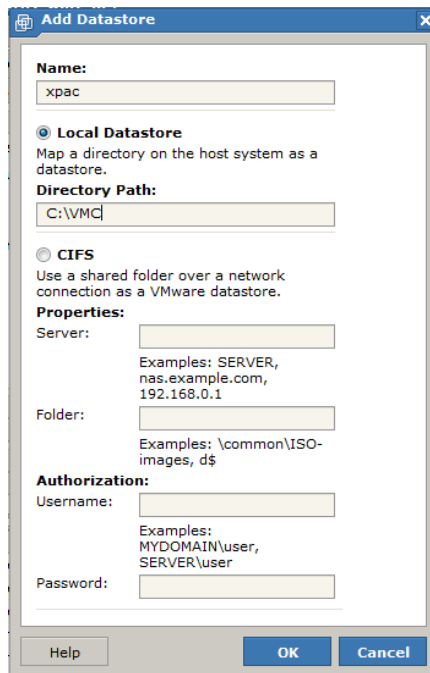 Add Datastore
Name:
xpac
Local Datastore
Map a directory on the host system as a
datastore.
Directory Path:
C:\VMC
CIFS
Use a shared folder over a network
connection as a VMware datastore.
Properties:
Server:
Examples: SERVER,
nas.example.com,
192.168.0.1
Folder:
Examples: \common\ISO-
images, d$
Authorization:
Username:
Examples:
MYDOMAIN\user,
SERVER\user
Password:
Help OK Cancel